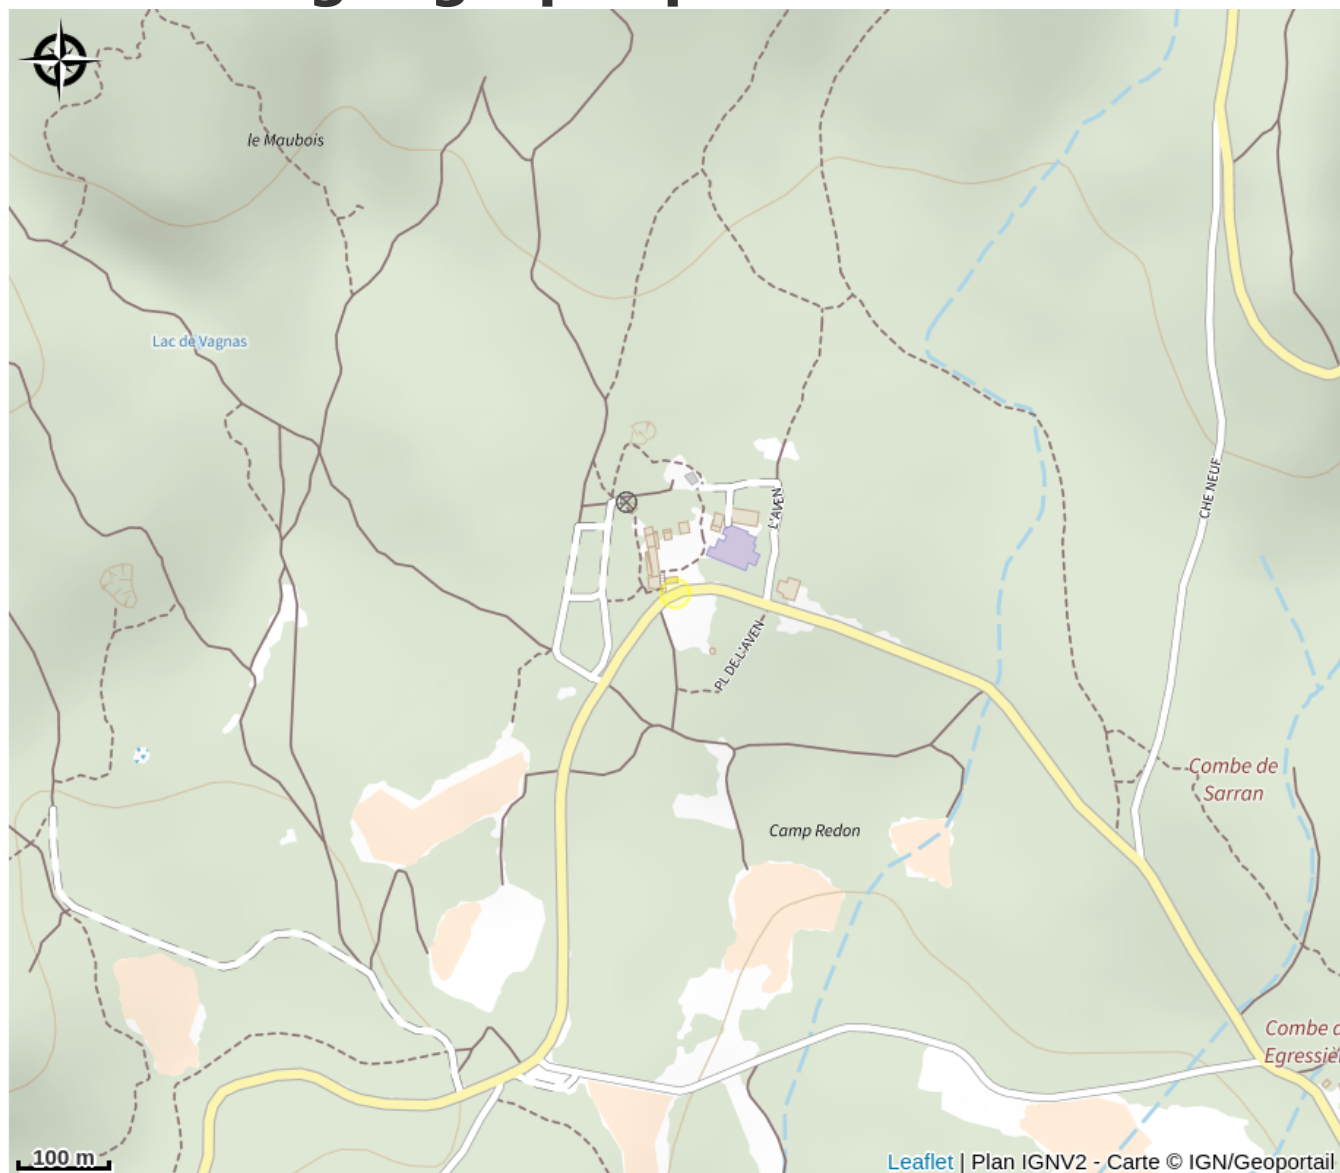 le Maubois
Lac de Vagnas
L'AVEN
CHE NEUF
PL DE L'AVEN
Combe de
Sarran
Camp Redon
Combe d
Egressiè
100 m
Leaflet | Plan IGNV2 - Carte © IGN/Geoportail